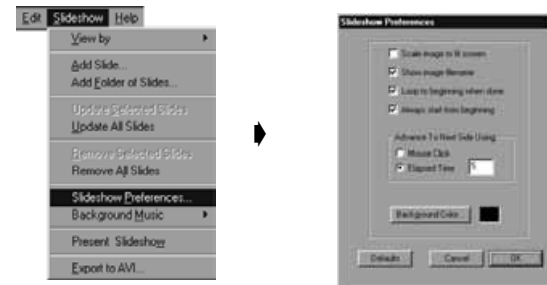 Edit Slideshow Help
View by
Add Slide...
Add Folder of Slides...
Update Selected Slides
Update All Slides
Remove Selected Slides
Remove All Slides
Slideshow Preferences...
Background Music
Present Slideshow
Export to AVI...
Slideshow Preferences
Scale image to fit screen
Show image filename
Loop to beginning when done
Always start from beginning
Advance To Next Slide Using:
Mouse Click
Elapsed Time 5
Background Color...
Defaults Cancel OK